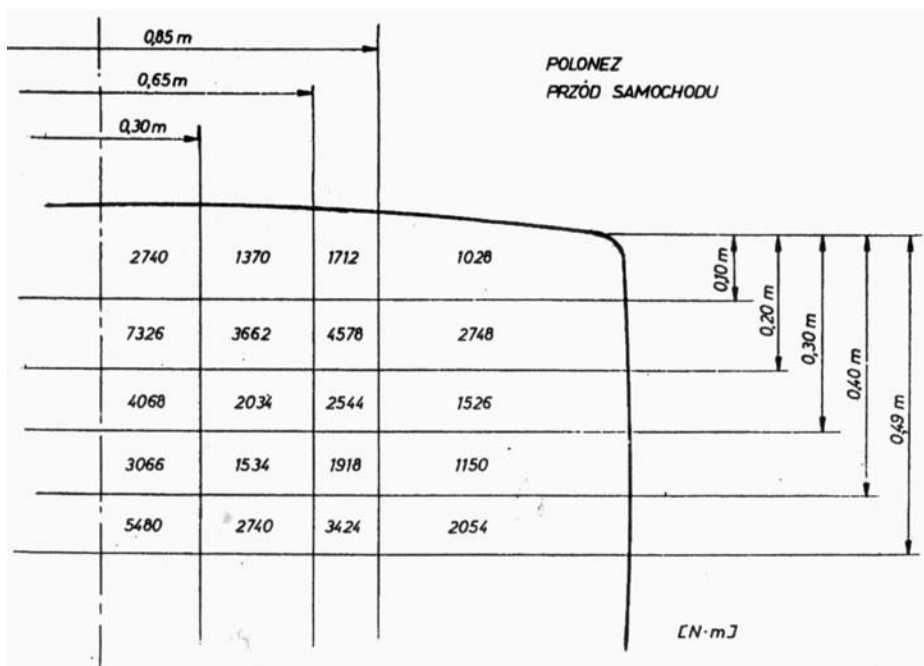 0,85 m
POLONEZ
0,65 m
PRZÓD SAMOCHODU
0,30 m
2740 1370 1712 1028
0,10 m
7326 3662 4578 2748
0,20 m
0,30 m
4068 2034 2544 1526
0,40 m
0,49 m
3066 1534 1918 1150
5480 2740 3424 2054
[N·m]